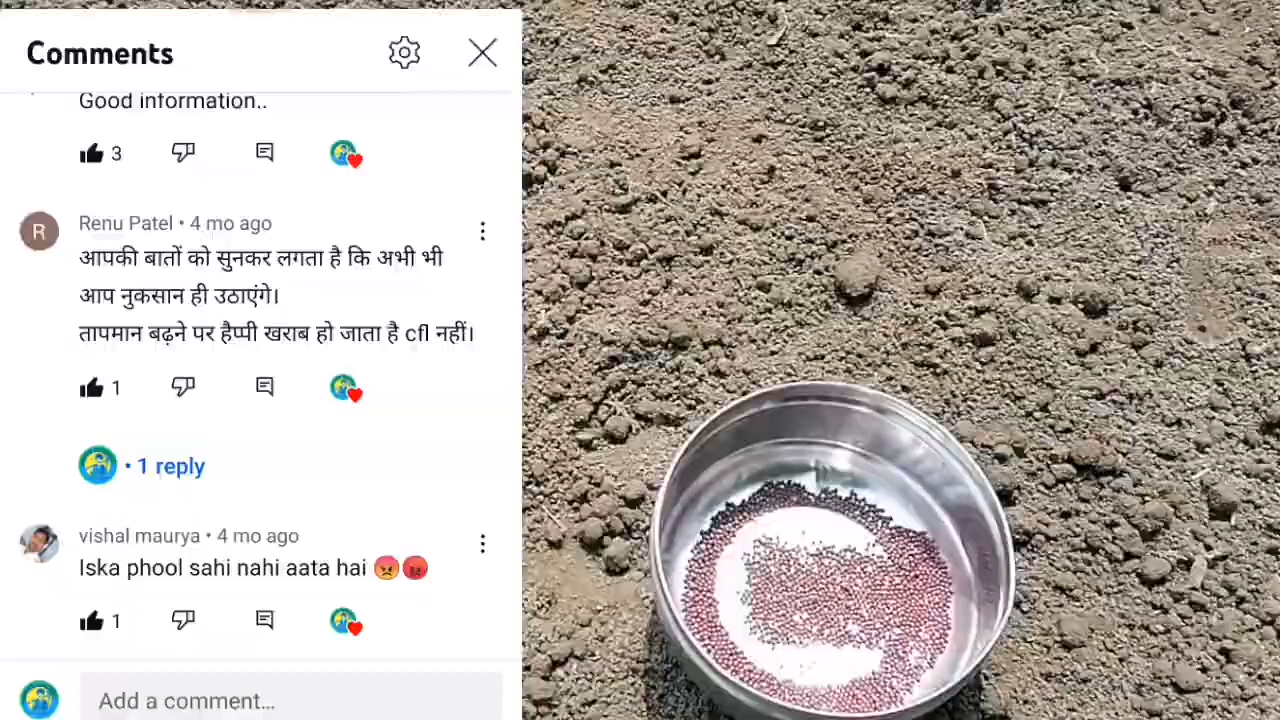 Comments
Good information..
3
Renu Patel • 4 mo ago
आपकी बातों को सुनकर लगता है कि अभी भी
आप नुकसान ही उठाएंगे।
तापमान बढ़ने पर हैप्पी खराब हो जाता है cfl नहीं।
1
• 1 reply
R
vishal maurya • 4 mo ago
Iska phool sahi nahi aata hai 😡😡
1
Add a comment...